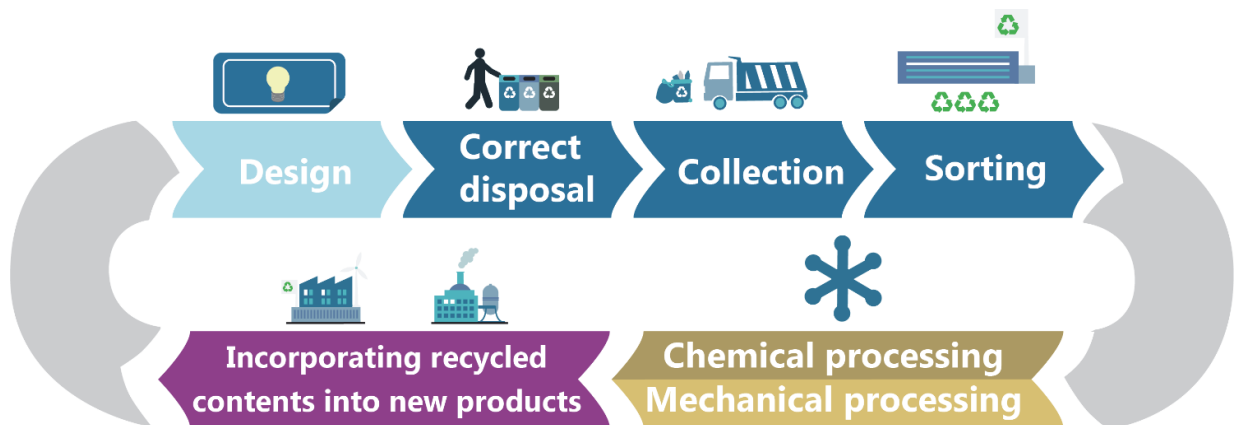 Design
Correct
disposal
Collection
Sorting
Chemical processing
Mechanical processing
Incorporating recycled
contents into new products